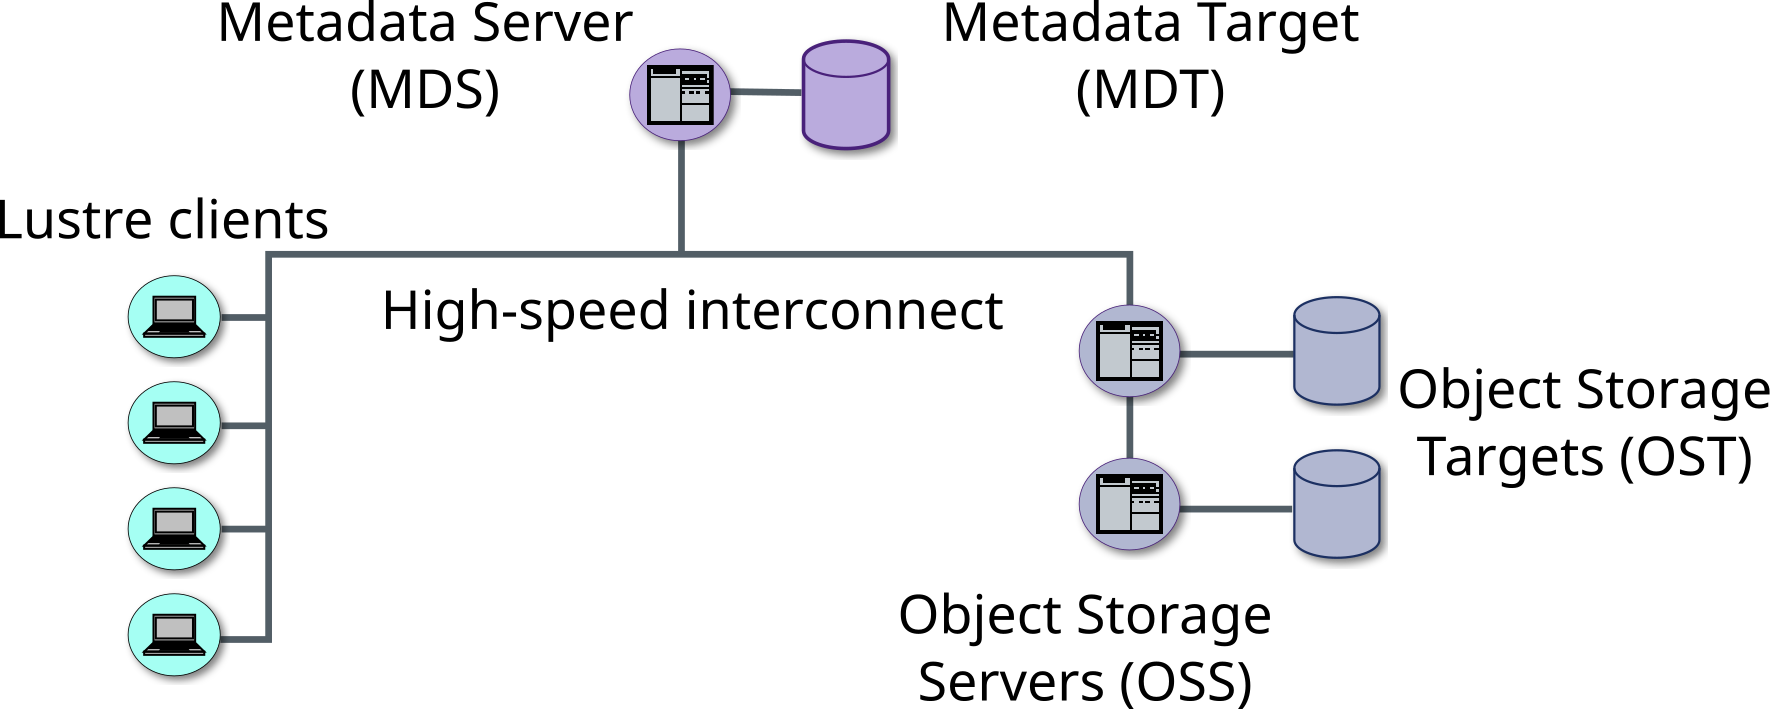 Metadata Server
(MDS)
Metadata Target
(MDT)
Lustre clients
High-speed interconnect
Object Storage
Targets (OST)
Object Storage
Servers (OSS)